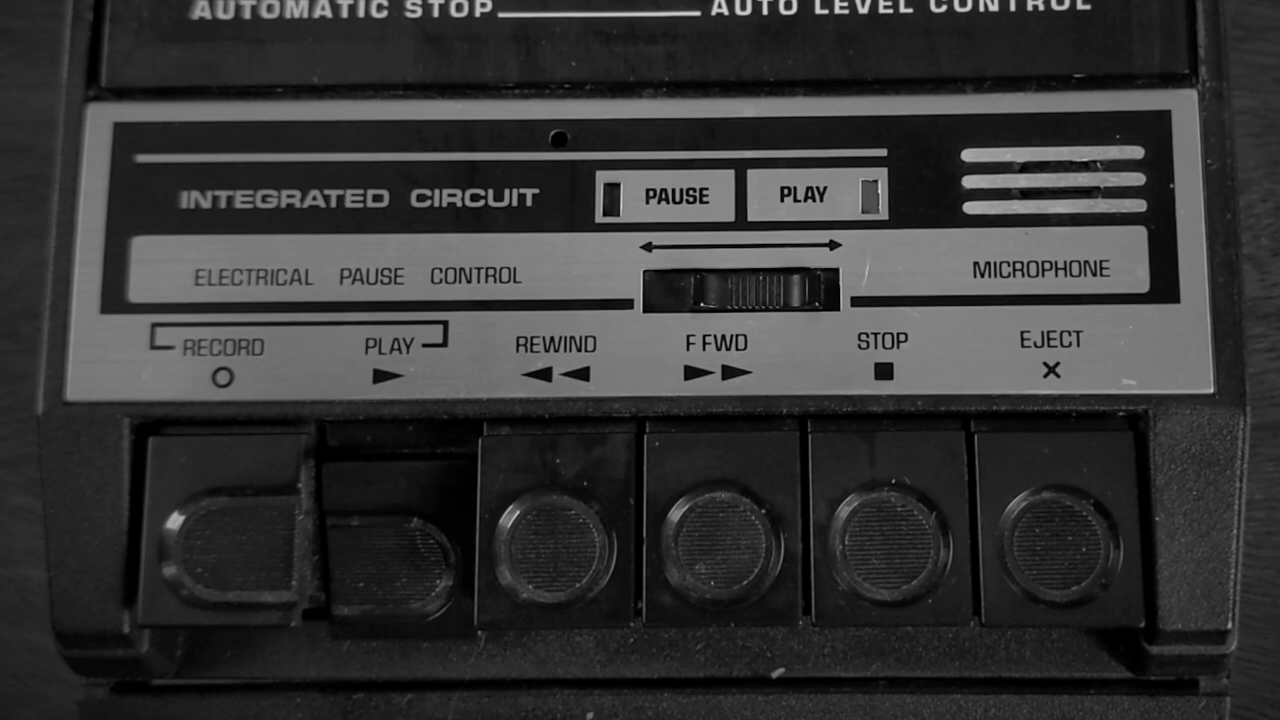 AUTOMATIC STOP AUTO LEVEL CONTROL
INTEGRATED CIRCUIT PAUSE PLAY
ELECTRICAL PAUSE CONTROL MICROPHONE
RECORD PLAY REWIND F FWD STOP EJECT